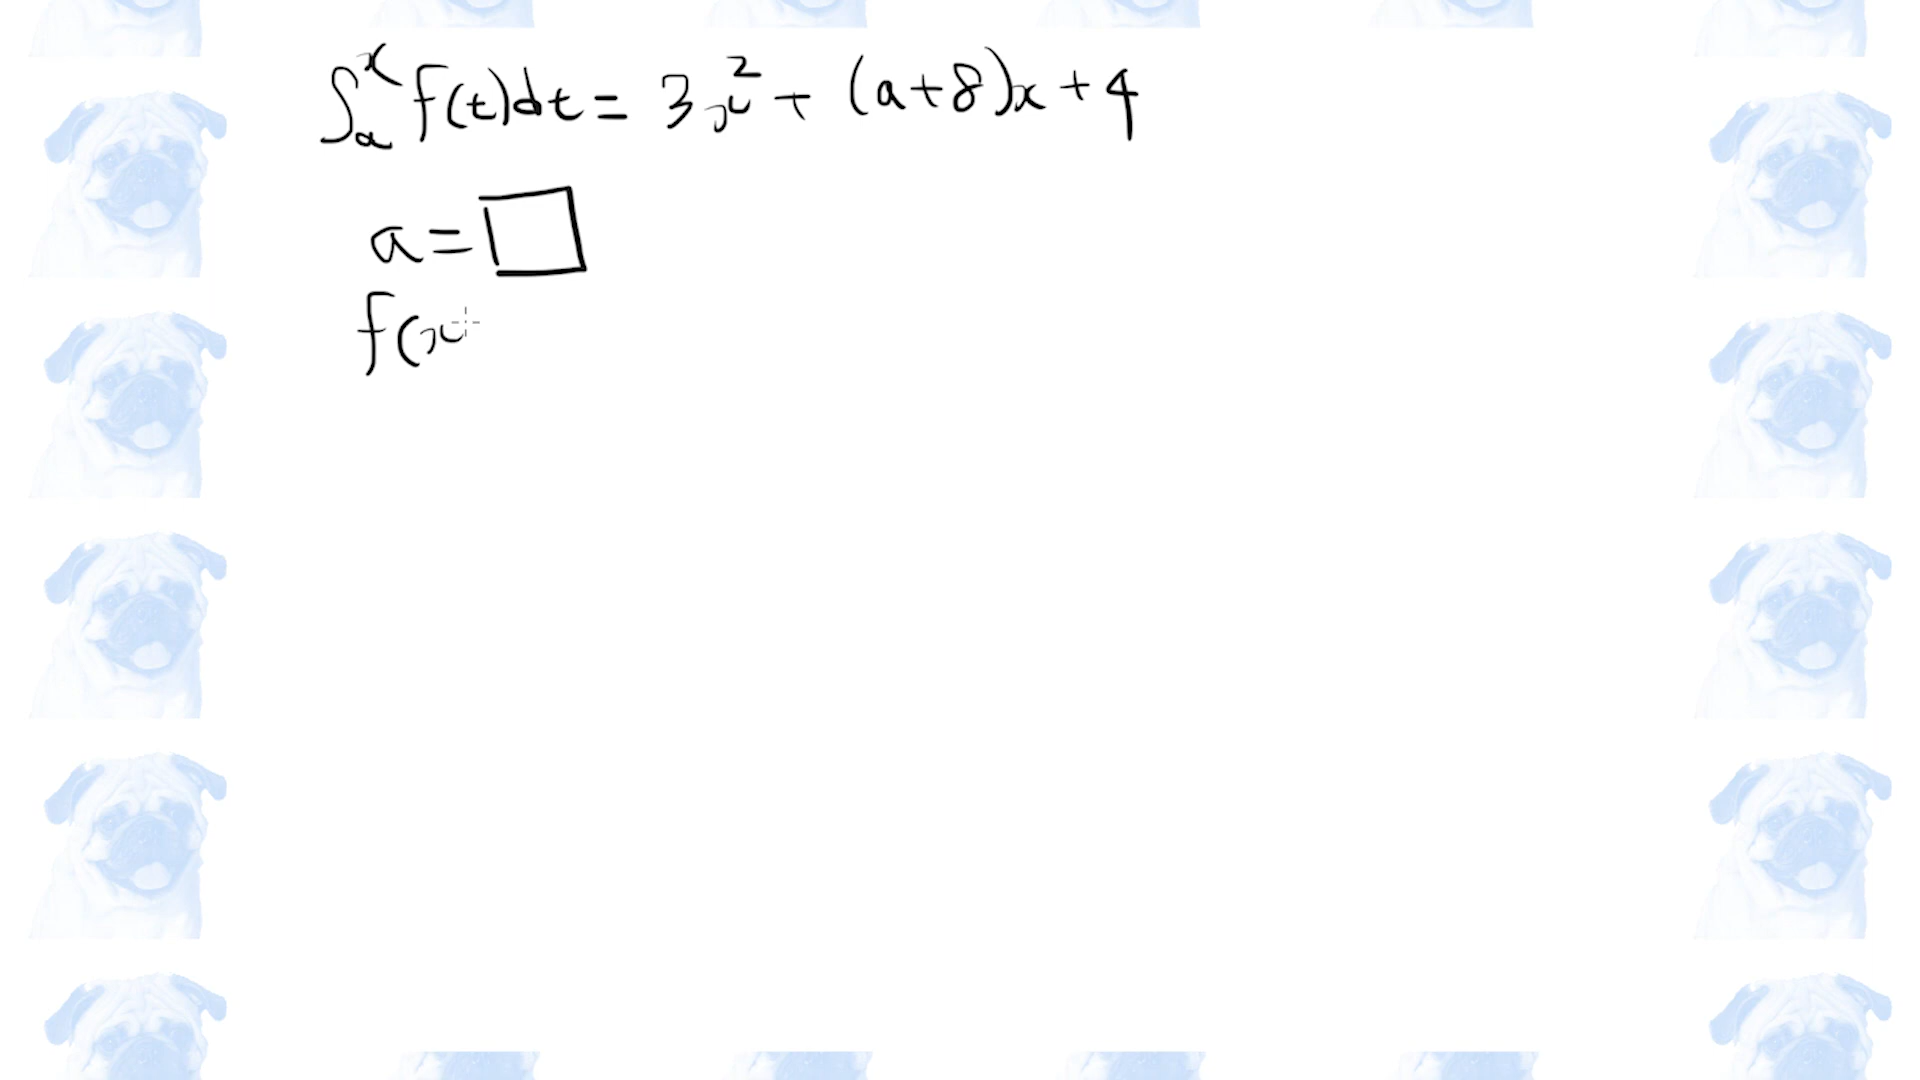 ∫ₐˣ f(t)dt = 3x² + (a+8)x + 4
a = □
f(x